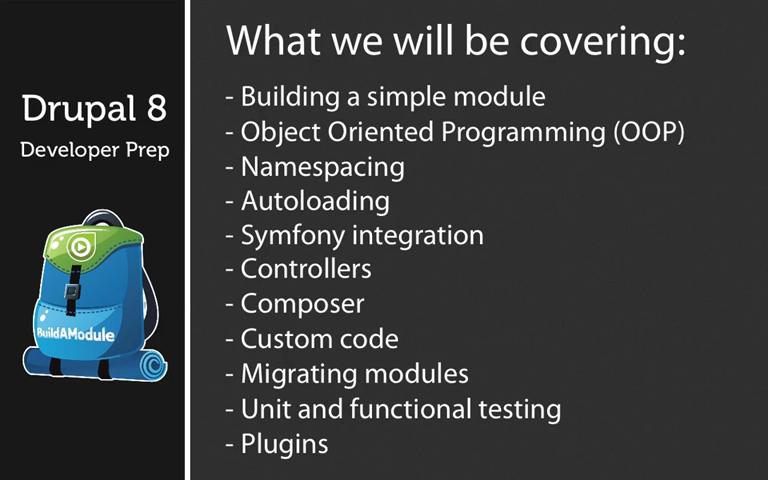 Drupal 8
Developer Prep
BuildAModule
What we will be covering:
- Building a simple module
- Object Oriented Programming (OOP)
- Namespacing
- Autoloading
- Symfony integration
- Controllers
- Composer
- Custom code
- Migrating modules
- Unit and functional testing
- Plugins